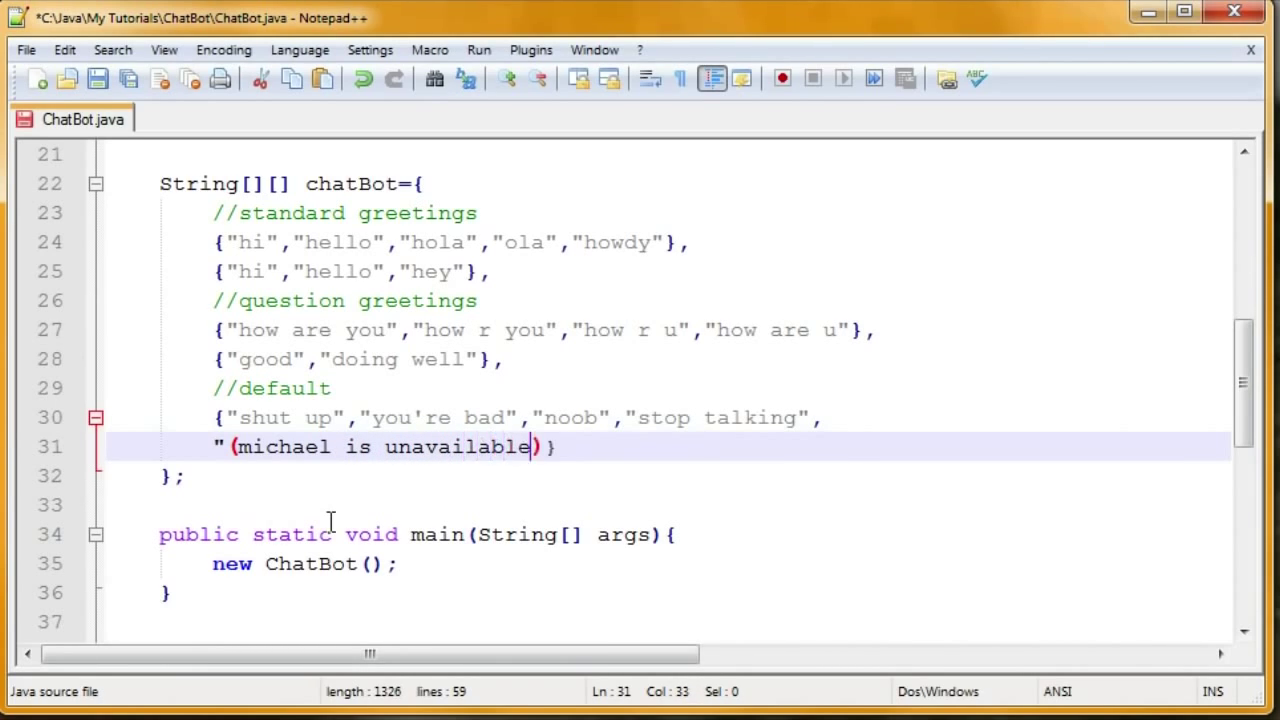 *C:\Java\My Tutorials\ChatBot\ChatBot.java - Notepad++
File Edit Search View Encoding Language Settings Macro Run Plugins Window ? X
ABC
ChatBot.java
21
22 String[][] chatBot={
23 //standard greetings
24 {"hi","hello","hola","ola","howdy"},
25 {"hi","hello","hey"},
26 //question greetings
27 {"how are you","how r you","how r u","how are u"},
28 {"good","doing well"},
29 //default
30 {"shut up","you're bad","noob","stop talking",
31 "(michael is unavailable)}
32 };
33
34 public static void main(String[] args){
35 new ChatBot();
36 }
37
Java source file length : 1326 lines : 59 Ln : 31 Col : 33 Sel : 0 Dos\Windows ANSI INS